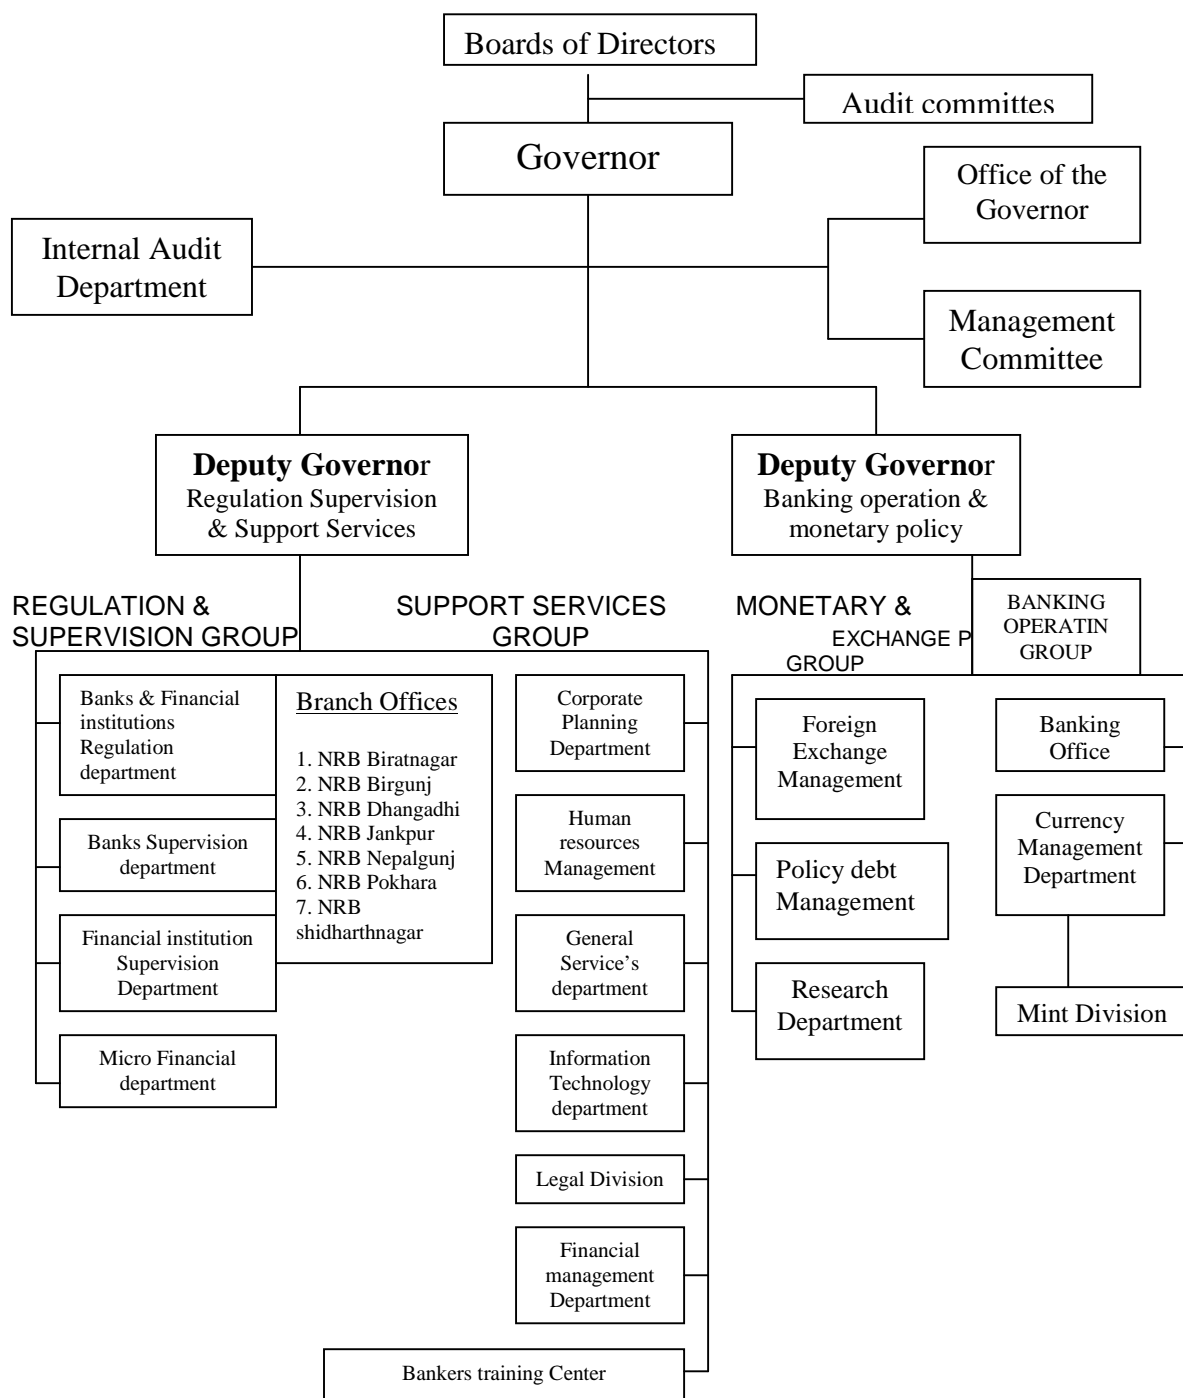 Boards of Directors
Audit committes
Governor
Office of the
Governor
Internal Audit
Department
Management
Committee
Deputy Governor
Regulation Supervision
& Support Services
Deputy Governor
Banking operation &
monetary policy
REGULATION &
SUPERVISION GROUP
SUPPORT SERVICES
GROUP
MONETARY &
EXCHANGE P
GROUP
BANKING
OPERATIN
GROUP
Banks & Financial
institutions
Regulation
department
Banks Supervision
department
Financial institution
Supervision
Department
Micro Financial
department
Branch Offices
1. NRB Biratnagar
2. NRB Birgunj
3. NRB Dhangadhi
4. NRB Jankpur
5. NRB Nepalgunj
6. NRB Pokhara
7. NRB
shidharthnagar
Corporate
Planning
Department
Human
resources
Management
General
Service’s
department
Information
Technology
department
Legal Division
Financial
management
Department
Bankers training Center
Foreign
Exchange
Management
Policy debt
Management
Research
Department
Banking
Office
Currency
Management
Department
Mint Division